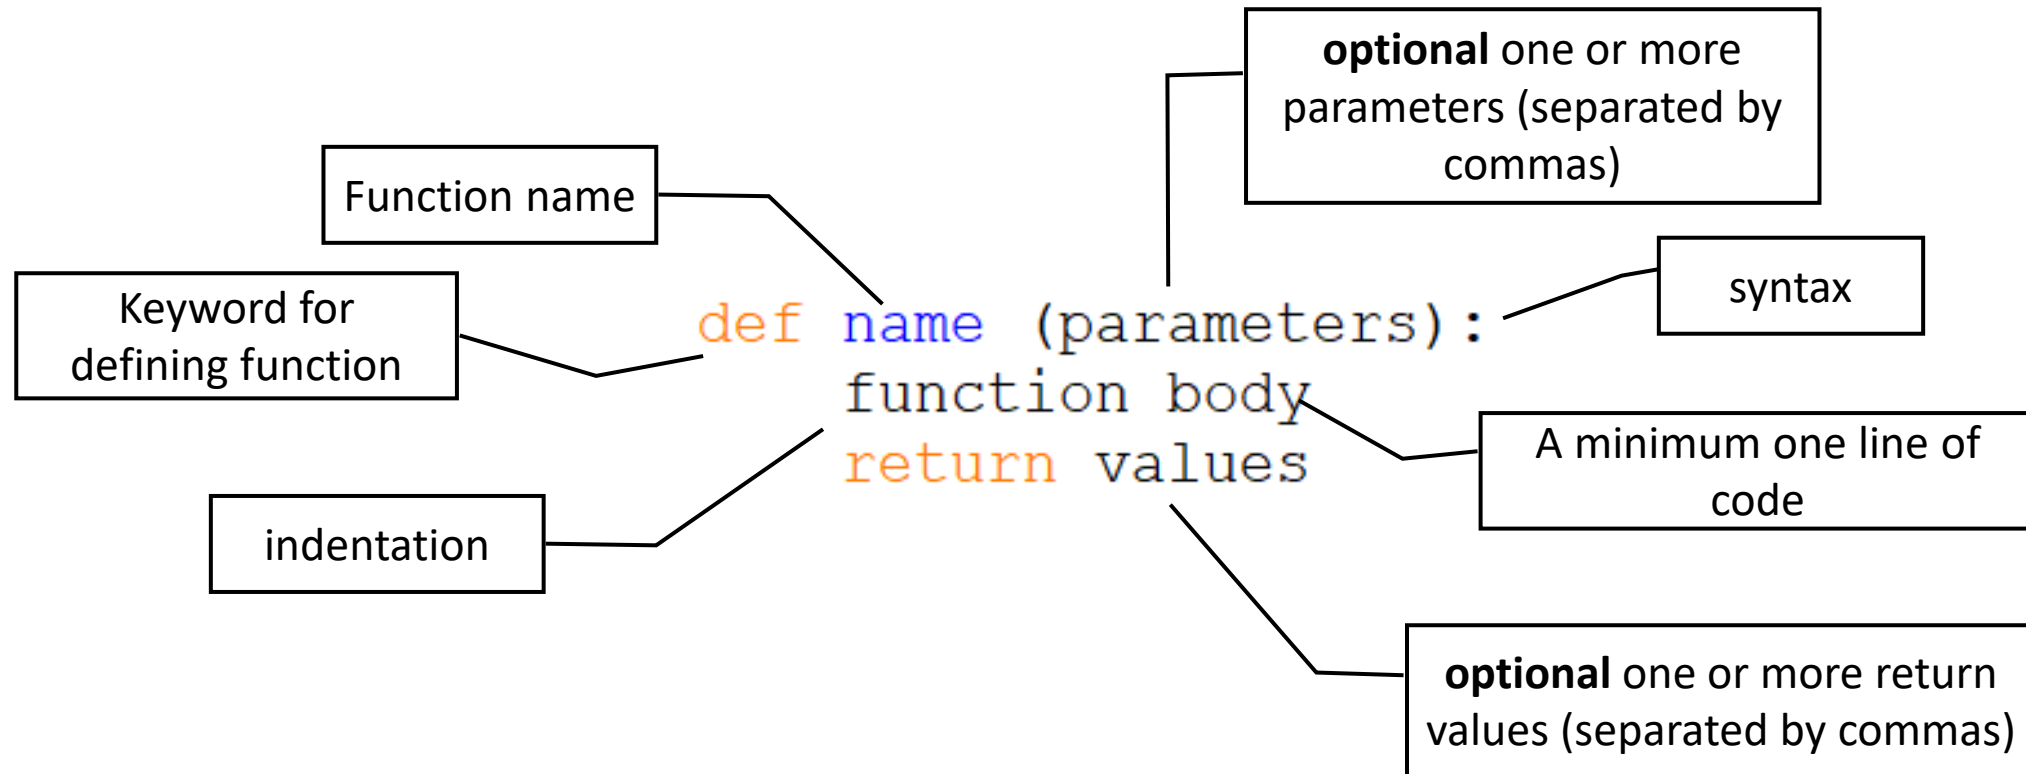 optional one or more
parameters (separated by
commas)
Function name
syntax
Keyword for
defining function
def name (parameters):
function body
return values
A minimum one line of
code
indentation
optional one or more return
values (separated by commas)